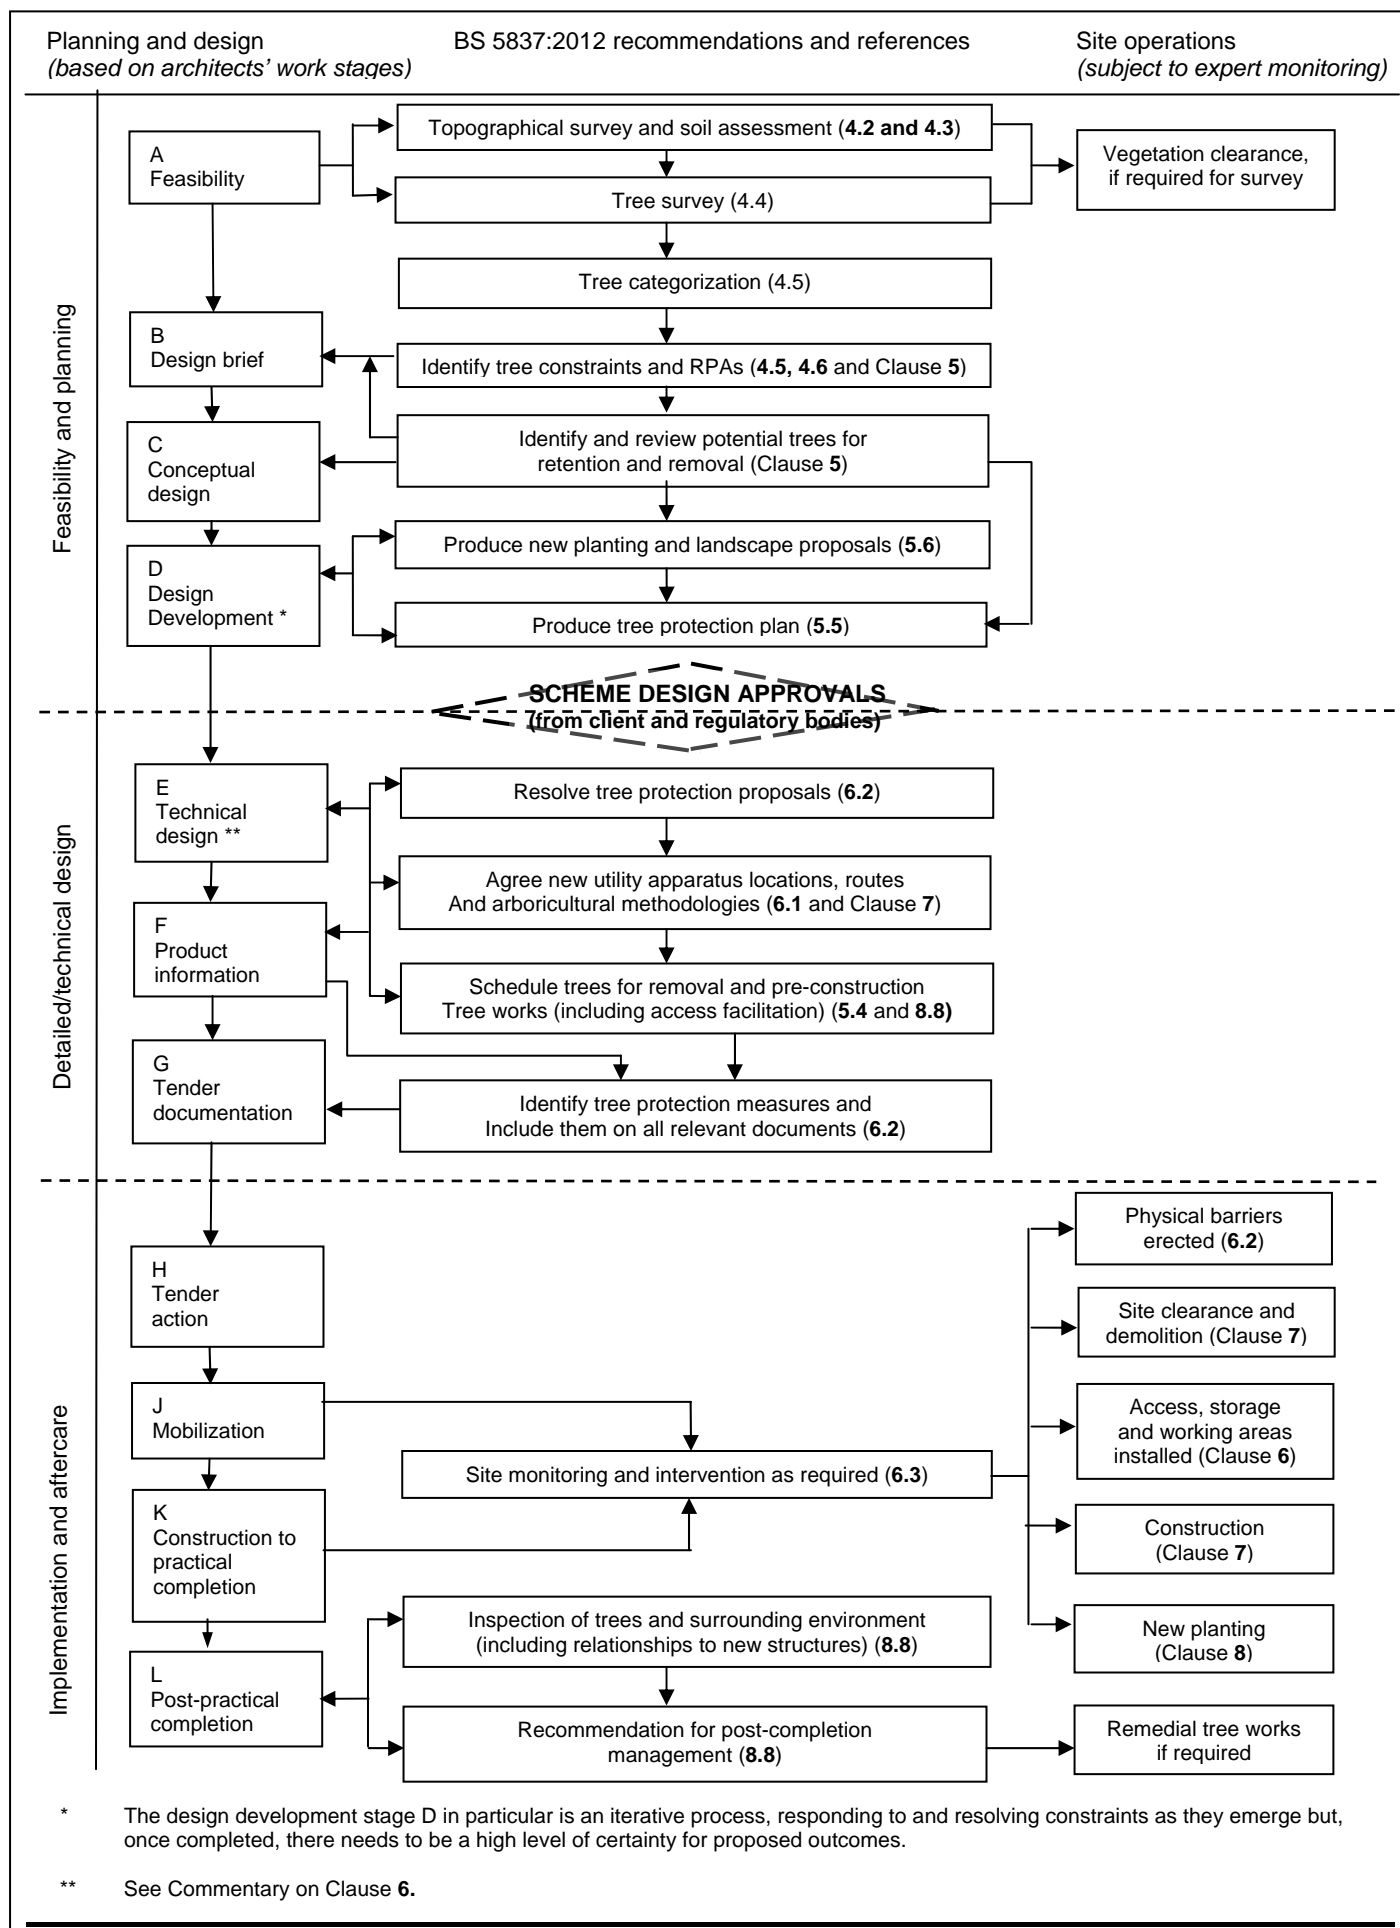 Planning and design
(based on architects' work stages)
BS 5837:2012 recommendations and references
Site operations
(subject to expert monitoring)
Feasibility and planning
A
Feasibility
Topographical survey and soil assessment (4.2 and 4.3)
Vegetation clearance,
if required for survey
Tree survey (4.4)
Tree categorization (4.5)
B
Design brief
Identify tree constraints and RPAs (4.5, 4.6 and Clause 5)
C
Conceptual
design
Identify and review potential trees for
retention and removal (Clause 5)
D
Design
Development *
Produce new planting and landscape proposals (5.6)
Produce tree protection plan (5.5)
SCHEME DESIGN APPROVALS
(from client and regulatory bodies)
Detailed/technical design
E
Technical
design **
Resolve tree protection proposals (6.2)
Agree new utility apparatus locations, routes
And arboricultural methodologies (6.1 and Clause 7)
F
Product
information
Schedule trees for removal and pre-construction
Tree works (including access facilitation) (5.4 and 8.8)
G
Tender
documentation
Identify tree protection measures and
Include them on all relevant documents (6.2)
Implementation and aftercare
H
Tender
action
Physical barriers
erected (6.2)
Site clearance and
demolition (Clause 7)
J
Mobilization
Access, storage
and working areas
installed (Clause 6)
Site monitoring and intervention as required (6.3)
K
Construction to
practical
completion
Construction
(Clause 7)
Inspection of trees and surrounding environment
(including relationships to new structures) (8.8)
New planting
(Clause 8)
L
Post-practical
completion
Recommendation for post-completion
management (8.8)
Remedial tree works
if required
* The design development stage D in particular is an iterative process, responding to and resolving constraints as they emerge but,
once completed, there needs to be a high level of certainty for proposed outcomes.
** See Commentary on Clause 6.